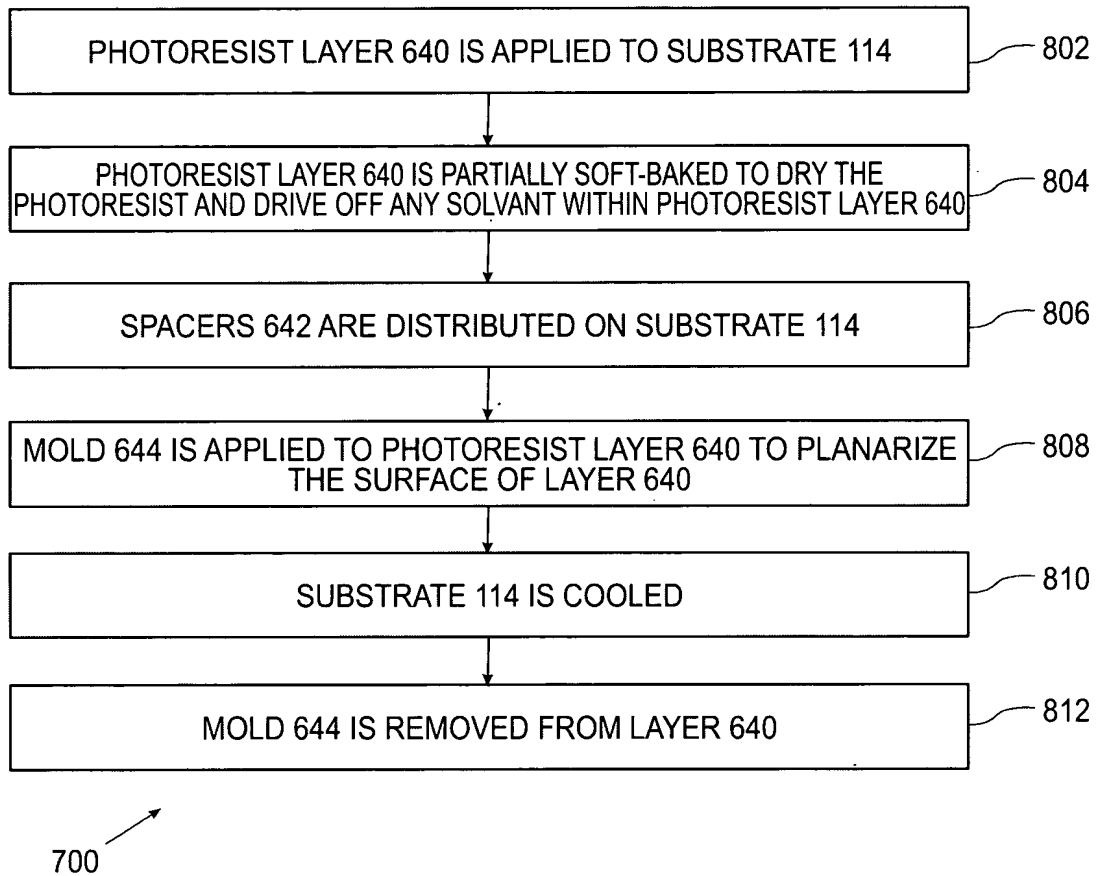 PHOTORESIST LAYER 640 IS APPLIED TO SUBSTRATE 114
802
PHOTORESIST LAYER 640 IS PARTIALLY SOFT-BAKED TO DRY THE
PHOTORESIST AND DRIVE OFF ANY SOLVANT WITHIN PHOTORESIST LAYER 640
804
SPACERS 642 ARE DISTRIBUTED ON SUBSTRATE 114
806
MOLD 644 IS APPLIED TO PHOTORESIST LAYER 640 TO PLANARIZE
THE SURFACE OF LAYER 640
808
SUBSTRATE 114 IS COOLED
810
MOLD 644 IS REMOVED FROM LAYER 640
812
700